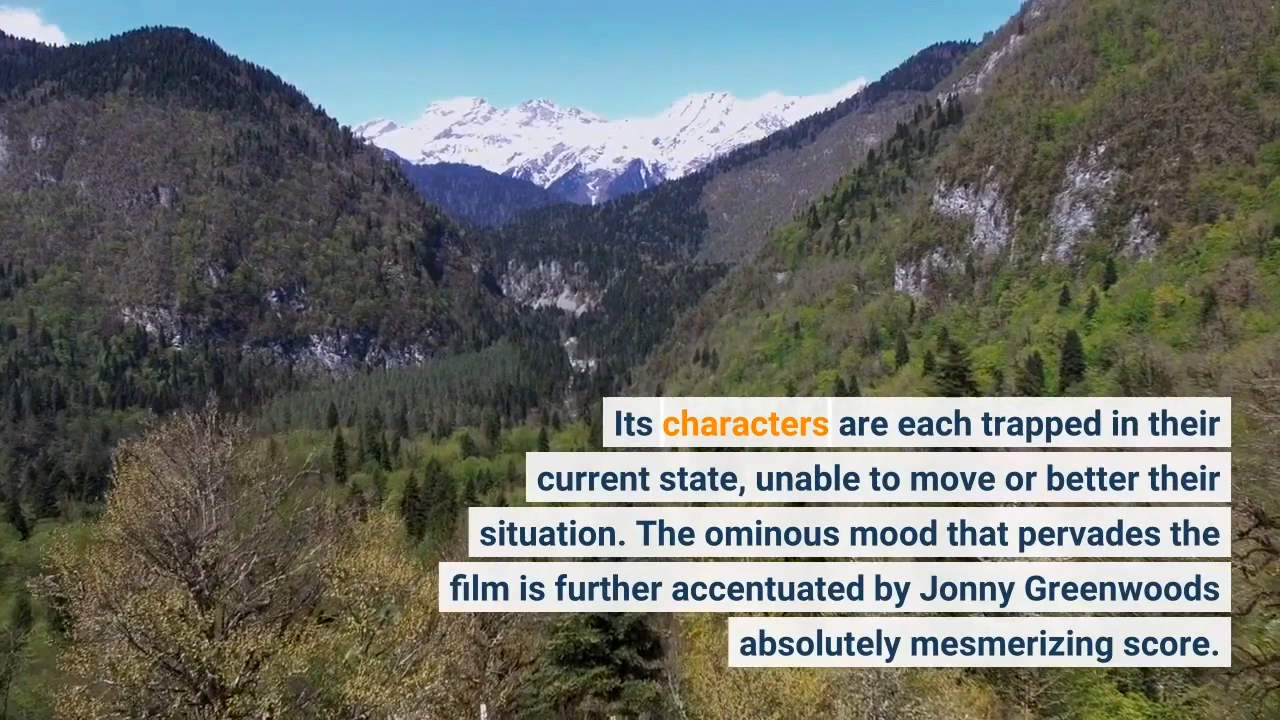 Its characters are each trapped in their
current state, unable to move or better their
situation. The ominous mood that pervades the
film is further accentuated by Jonny Greenwoods
absolutely mesmerizing score.